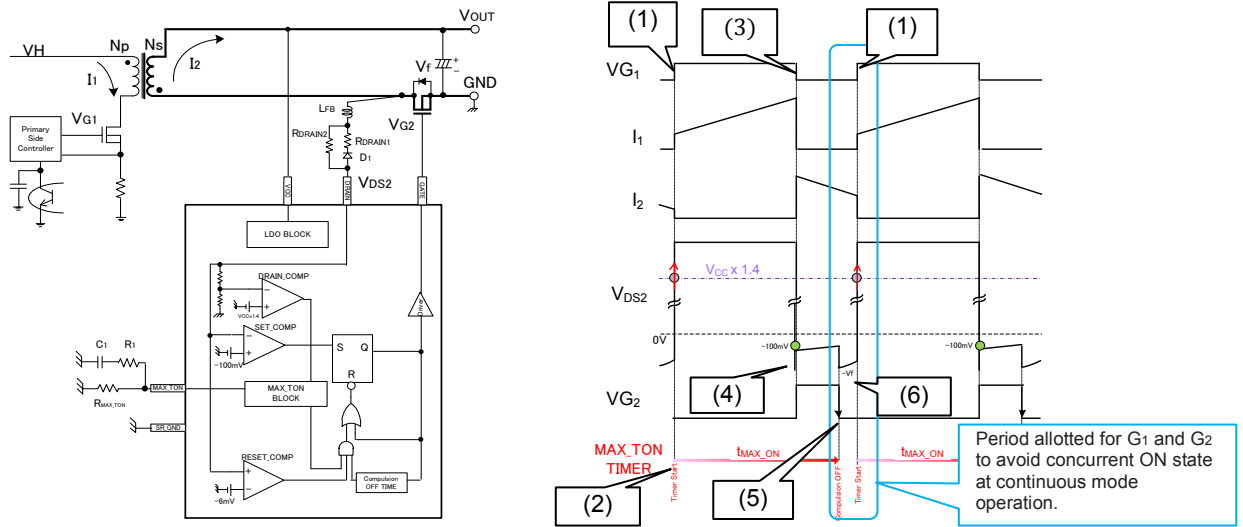 VOUT
VH
Np
Ns
I1
I2
Vf
GND
VG1
LFB
VG2
RDRAIN2
RDRAIN1
D1
Primary
Side
Controller
VCC
DRAIN
VDS2
GATE
LDO BLOCK
DRAIN_COMP
VCC×1.4
Driver
SET_COMP
-100mV
S
Q
R
C1
R1
MAX_TON
MAX_TON
BLOCK
RMAX_TON
SR_GND
RESET_COMP
-6mV
Compulsion
OFF TIME
(1)
(3)
(1)
VG1
I1
I2
VCC x 1.4
VDS2
0V
-100mV
-100mV
-Vf
(4)
(6)
VG2
MAX_TON
TIMER
tMAX_ON
tMAX_ON
Timer Start
Compulsion OFF
Timer Start
(2)
(5)
Period allotted for G1 and G2
to avoid concurrent ON state
at continuous mode
operation.